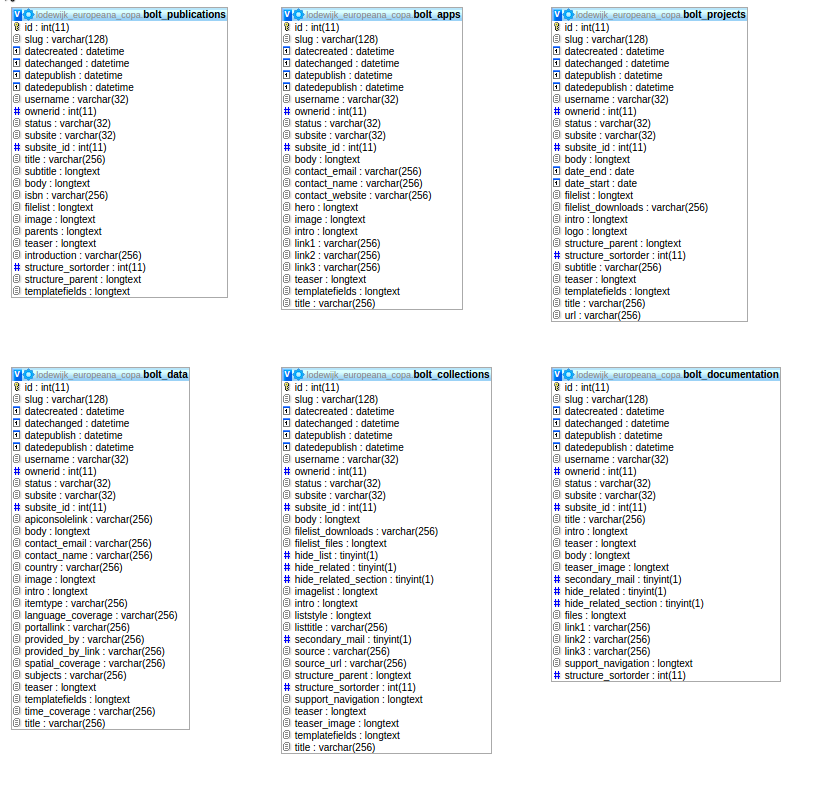 lodewijk_europeana_copa.bolt_publications
id : int(11)
slug : varchar(128)
datecreated : datetime
datechanged : datetime
datepublish : datetime
datedepublish : datetime
username : varchar(32)
ownerid : int(11)
status : varchar(32)
subsite : varchar(32)
subsite_id : int(11)
title : varchar(256)
subtitle : longtext
body : longtext
isbn : varchar(256)
filelist : longtext
image : longtext
parents : longtext
teaser : longtext
introduction : varchar(256)
structure_sortorder : int(11)
structure_parent : longtext
templatefields : longtext
lodewijk_europeana_copa.bolt_apps
id : int(11)
slug : varchar(128)
datecreated : datetime
datechanged : datetime
datepublish : datetime
datedepublish : datetime
username : varchar(32)
ownerid : int(11)
status : varchar(32)
subsite : varchar(32)
subsite_id : int(11)
body : longtext
contact_email : varchar(256)
contact_name : varchar(256)
contact_website : varchar(256)
hero : longtext
image : longtext
intro : longtext
link1 : varchar(256)
link2 : varchar(256)
link3 : varchar(256)
teaser : longtext
templatefields : longtext
title : varchar(256)
lodewijk_europeana_copa.bolt_projects
id : int(11)
slug : varchar(128)
datecreated : datetime
datechanged : datetime
datepublish : datetime
datedepublish : datetime
username : varchar(32)
ownerid : int(11)
status : varchar(32)
subsite : varchar(32)
subsite_id : int(11)
body : longtext
date_end : date
date_start : date
filelist : longtext
filelist_downloads : varchar(256)
intro : longtext
logo : longtext
structure_parent : longtext
structure_sortorder : int(11)
subtitle : varchar(256)
teaser : longtext
templatefields : longtext
title : varchar(256)
url : varchar(256)
lodewijk_europeana_copa.bolt_data
id : int(11)
slug : varchar(128)
datecreated : datetime
datechanged : datetime
datepublish : datetime
datedepublish : datetime
username : varchar(32)
ownerid : int(11)
status : varchar(32)
subsite : varchar(32)
subsite_id : int(11)
apiconsolelink : varchar(256)
body : longtext
contact_email : varchar(256)
contact_name : varchar(256)
country : varchar(256)
image : longtext
intro : longtext
itemtype : varchar(256)
language_coverage : varchar(256)
portallink : varchar(256)
provided_by : varchar(256)
provided_by_link : varchar(256)
spatial_coverage : varchar(256)
subjects : varchar(256)
teaser : longtext
templatefields : longtext
time_coverage : varchar(256)
title : varchar(256)
lodewijk_europeana_copa.bolt_collections
id : int(11)
slug : varchar(128)
datecreated : datetime
datechanged : datetime
datepublish : datetime
datedepublish : datetime
username : varchar(32)
ownerid : int(11)
status : varchar(32)
subsite : varchar(32)
subsite_id : int(11)
body : longtext
filelist_downloads : varchar(256)
filelist_files : longtext
hide_list : tinyint(1)
hide_related : tinyint(1)
hide_related_section : tinyint(1)
imagelist : longtext
intro : longtext
liststyle : longtext
listtitle : varchar(256)
secondary_mail : tinyint(1)
source : varchar(256)
source_url : varchar(256)
structure_parent : longtext
structure_sortorder : int(11)
support_navigation : longtext
teaser : longtext
teaser_image : longtext
templatefields : longtext
title : varchar(256)
lodewijk_europeana_copa.bolt_documentation
id : int(11)
slug : varchar(128)
datecreated : datetime
datechanged : datetime
datepublish : datetime
datedepublish : datetime
username : varchar(32)
ownerid : int(11)
status : varchar(32)
subsite : varchar(32)
subsite_id : int(11)
title : varchar(256)
intro : longtext
teaser : longtext
body : longtext
teaser_image : longtext
secondary_mail : tinyint(1)
hide_related : tinyint(1)
hide_related_section : tinyint(1)
files : longtext
link1 : varchar(256)
link2 : varchar(256)
link3 : varchar(256)
support_navigation : longtext
structure_sortorder : int(11)